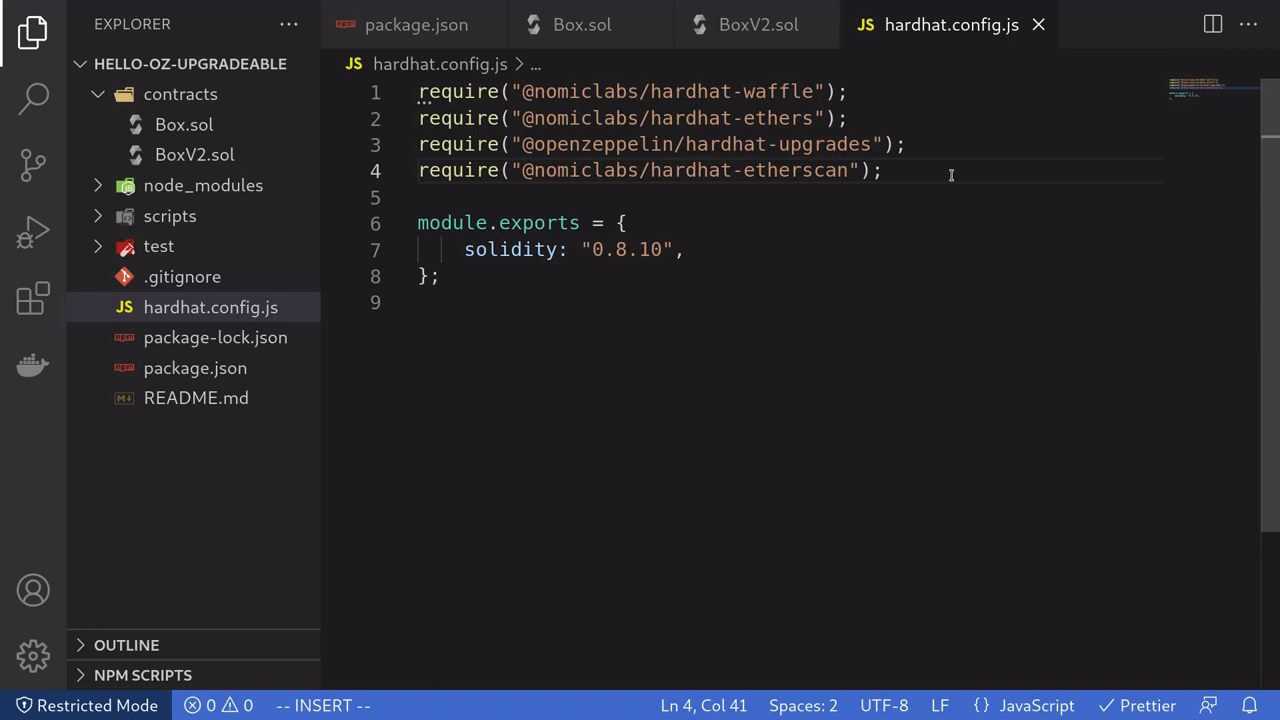 EXPLORER
HELLO-OZ-UPGRADEABLE
contracts
Box.sol
BoxV2.sol
node_modules
scripts
test
.gitignore
JS hardhat.config.js
package-lock.json
package.json
README.md
OUTLINE
NPM SCRIPTS
package.json Box.sol BoxV2.sol JS hardhat.config.js
JS hardhat.config.js > ...
1 require("@nomiclabs/hardhat-waffle");
2 require("@nomiclabs/hardhat-ethers");
3 require("@openzeppelin/hardhat-upgrades");
4 require("@nomiclabs/hardhat-etherscan");
5
6 module.exports = {
7 solidity: "0.8.10",
8 };
9
Restricted Mode 0 0 -- INSERT -- Ln 4, Col 41 Spaces: 2 UTF-8 LF {} JavaScript Prettier